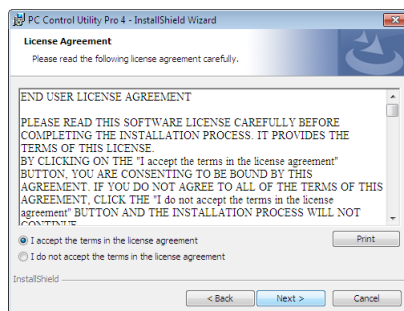 PC Control Utility Pro 4 - InstallShield Wizard
License Agreement
Please read the following license agreement carefully.
END USER LICENSE AGREEMENT
PLEASE READ THIS SOFTWARE LICENSE CAREFULLY BEFORE
COMPLETING THE INSTALLATION PROCESS. IT PROVIDES THE
TERMS OF THIS LICENSE.
BY CLICKING ON THE "I accept the terms in the license agreement"
BUTTON, YOU ARE CONSENTING TO BE BOUND BY THIS
AGREEMENT. IF YOU DO NOT AGREE TO ALL OF THE TERMS OF THIS
AGREEMENT, CLICK THE "I do not accept the terms in the license
agreement" BUTTON AND THE INSTALLATION PROCESS WILL NOT
CONTINUE
I accept the terms in the license agreement
Print
I do not accept the terms in the license agreement
InstallShield
< Back
Next >
Cancel